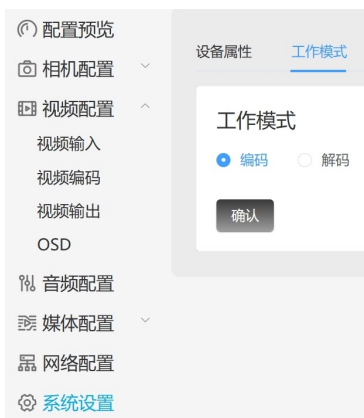 配置预览
相机配置
视频配置
视频输入
视频编码
视频输出
OSD
音频配置
媒体配置
网络配置
系统设置
设备属性 工作模式
工作模式
编码 解码
确认